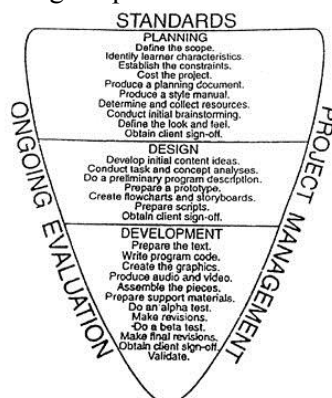 STANDARDS
PLANNING
Define the scope.
Identify learner characteristics.
Establish the constraints.
Cost the project.
Produce a planning document.
Produce a style manual.
Determine and collect resources.
Conduct initial brainstorming.
Define the look and feel.
Obtain client sign-off.
DESIGN
Develop initial content ideas.
Conduct task and concept analyses.
Do a preliminary program description.
Prepare a prototype.
Create flowcharts and storyboards.
Prepare scripts.
Obtain client sign-off.
DEVELOPMENT
Prepare the text.
Write program code.
Create the graphics.
Produce audio and video.
Assemble the pieces.
Prepare support materials.
Do an alpha test.
Make revisions.
Do a beta test.
Make final revisions.
Obtain client sign-off.
Validate.
ONGOING EVALUATION
PROJECT MANAGEMENT